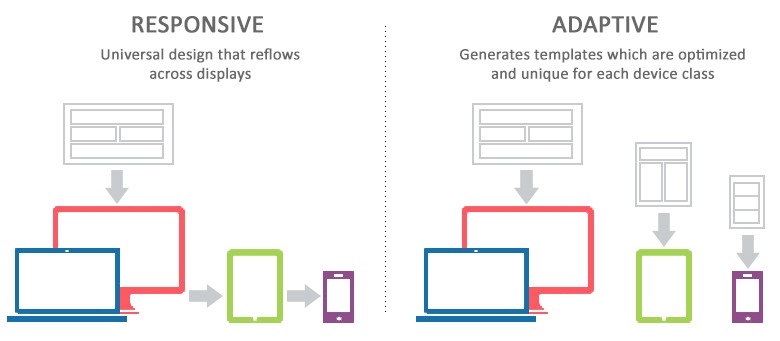 RESPONSIVE
Universal design that reflows
across displays
ADAPTIVE
Generates templates which are optimized
and unique for each device class